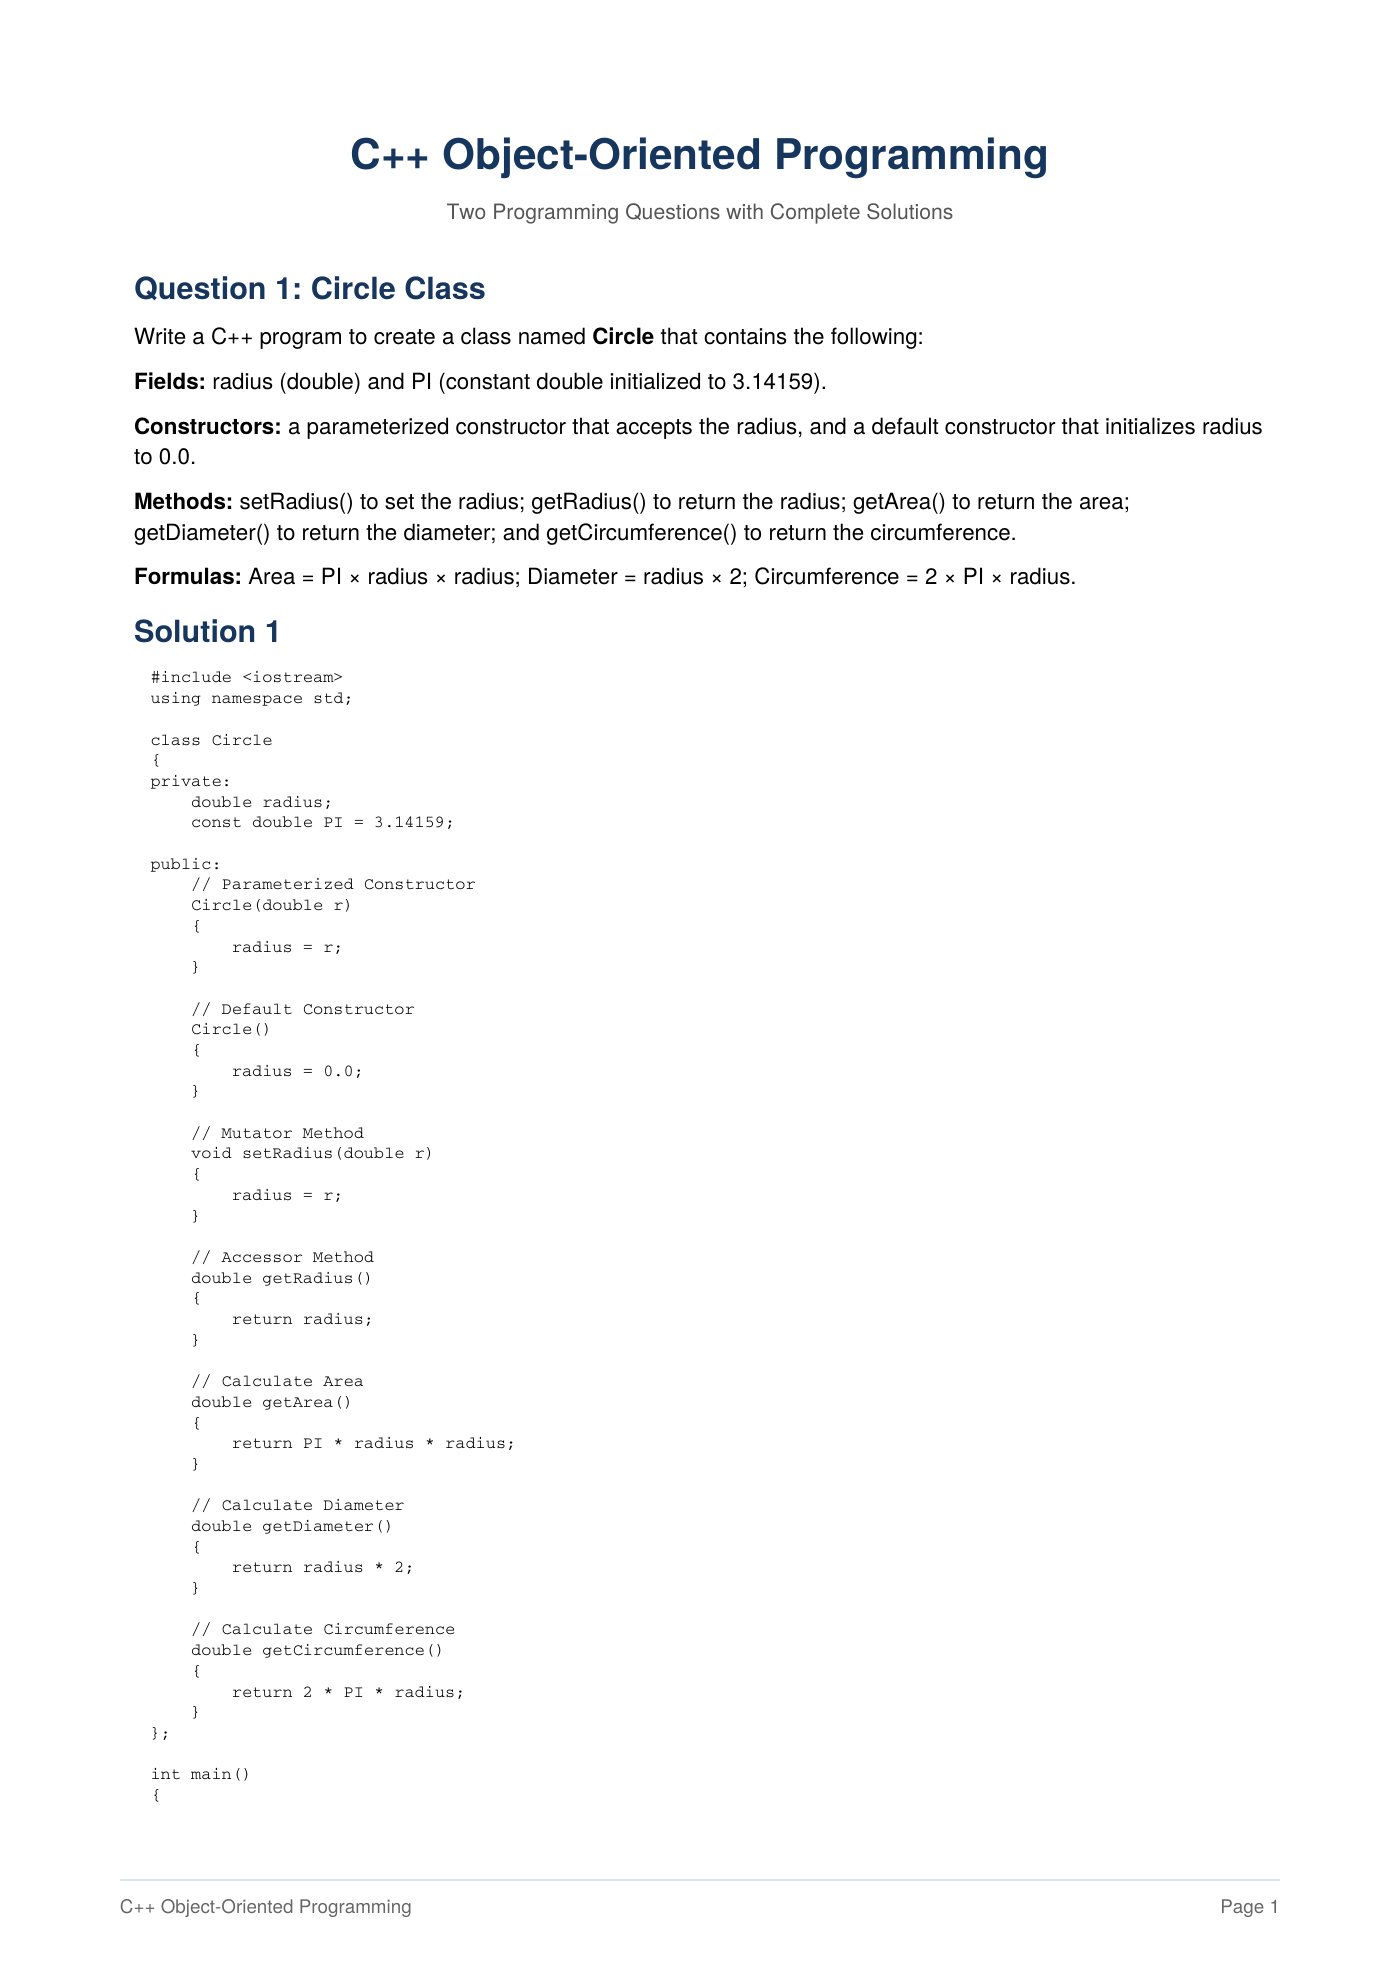 C++ Object-Oriented Programming
Two Programming Questions with Complete Solutions
Question 1: Circle Class
Write a C++ program to create a class named Circle that contains the following:
Fields: radius (double) and PI (constant double initialized to 3.14159).
Constructors: a parameterized constructor that accepts the radius, and a default constructor that initializes radius
to 0.0.
Methods: setRadius() to set the radius; getRadius() to return the radius; getArea() to return the area;
getDiameter() to return the diameter; and getCircumference() to return the circumference.
Formulas: Area = PI × radius × radius; Diameter = radius × 2; Circumference = 2 × PI × radius.
Solution 1
#include <iostream>
using namespace std;

class Circle
{
private:
    double radius;
    const double PI = 3.14159;

public:
    // Parameterized Constructor
    Circle(double r)
    {
        radius = r;
    }

    // Default Constructor
    Circle()
    {
        radius = 0.0;
    }

    // Mutator Method
    void setRadius(double r)
    {
        radius = r;
    }

    // Accessor Method
    double getRadius()
    {
        return radius;
    }

    // Calculate Area
    double getArea()
    {
        return PI * radius * radius;
    }

    // Calculate Diameter
    double getDiameter()
    {
        return radius * 2;
    }

    // Calculate Circumference
    double getCircumference()
    {
        return 2 * PI * radius;
    }
};

int main()
{
C++ Object-Oriented Programming
Page 1